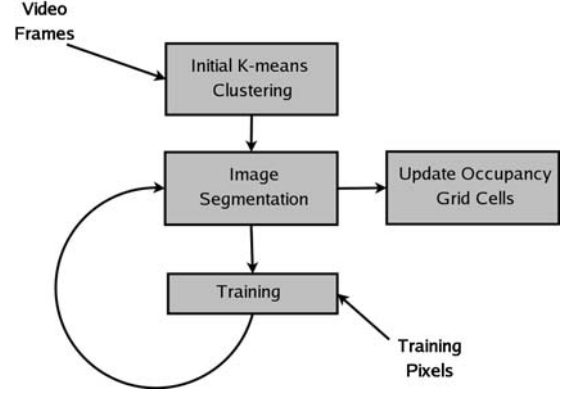 Video
Frames
Initial K-means
Clustering
Image
Segmentation
Update Occupancy
Grid Cells
Training
Training
Pixels